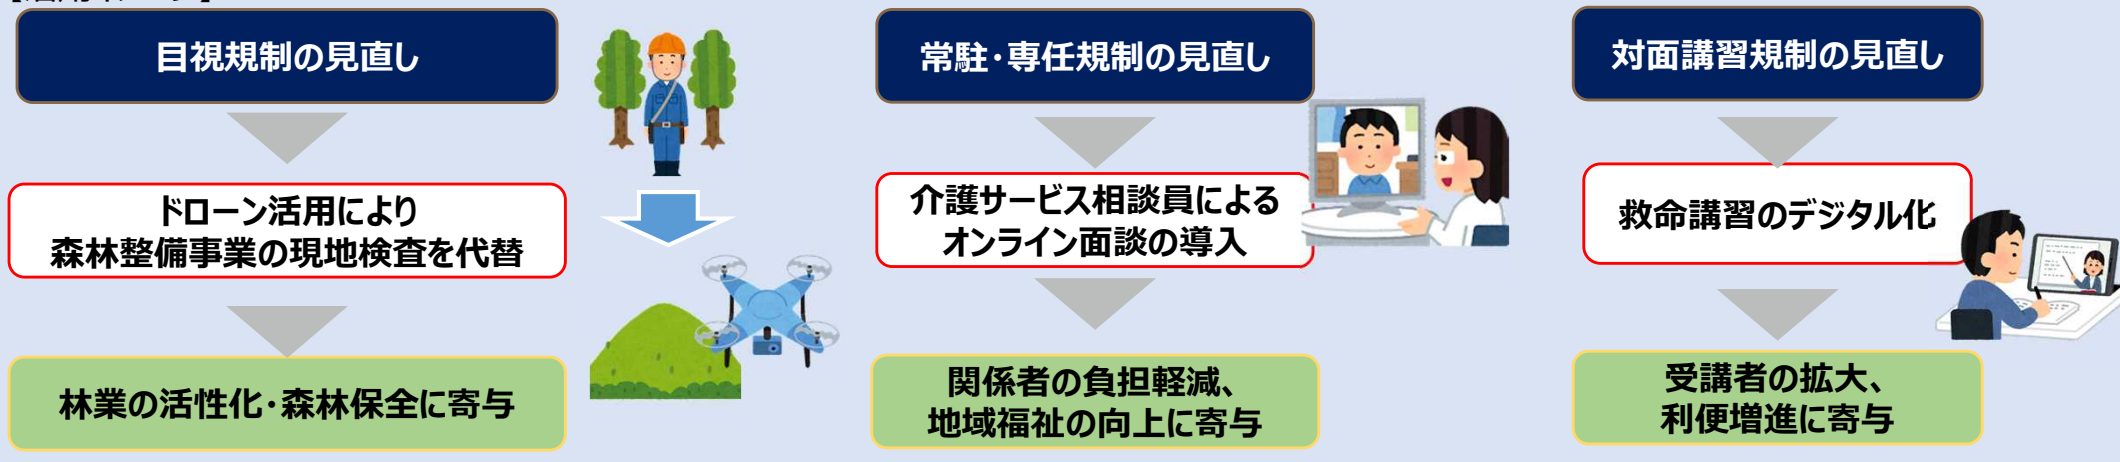 目視規制の見直し
ドローン活用により
森林整備事業の現地検査を代替
林業の活性化・森林保全に寄与
常駐・専任規制の見直し
介護サービス相談員による
オンライン面談の導入
関係者の負担軽減、
地域福祉の向上に寄与
対面講習規制の見直し
救命講習のデジタル化
受講者の拡大、
利便増進に寄与